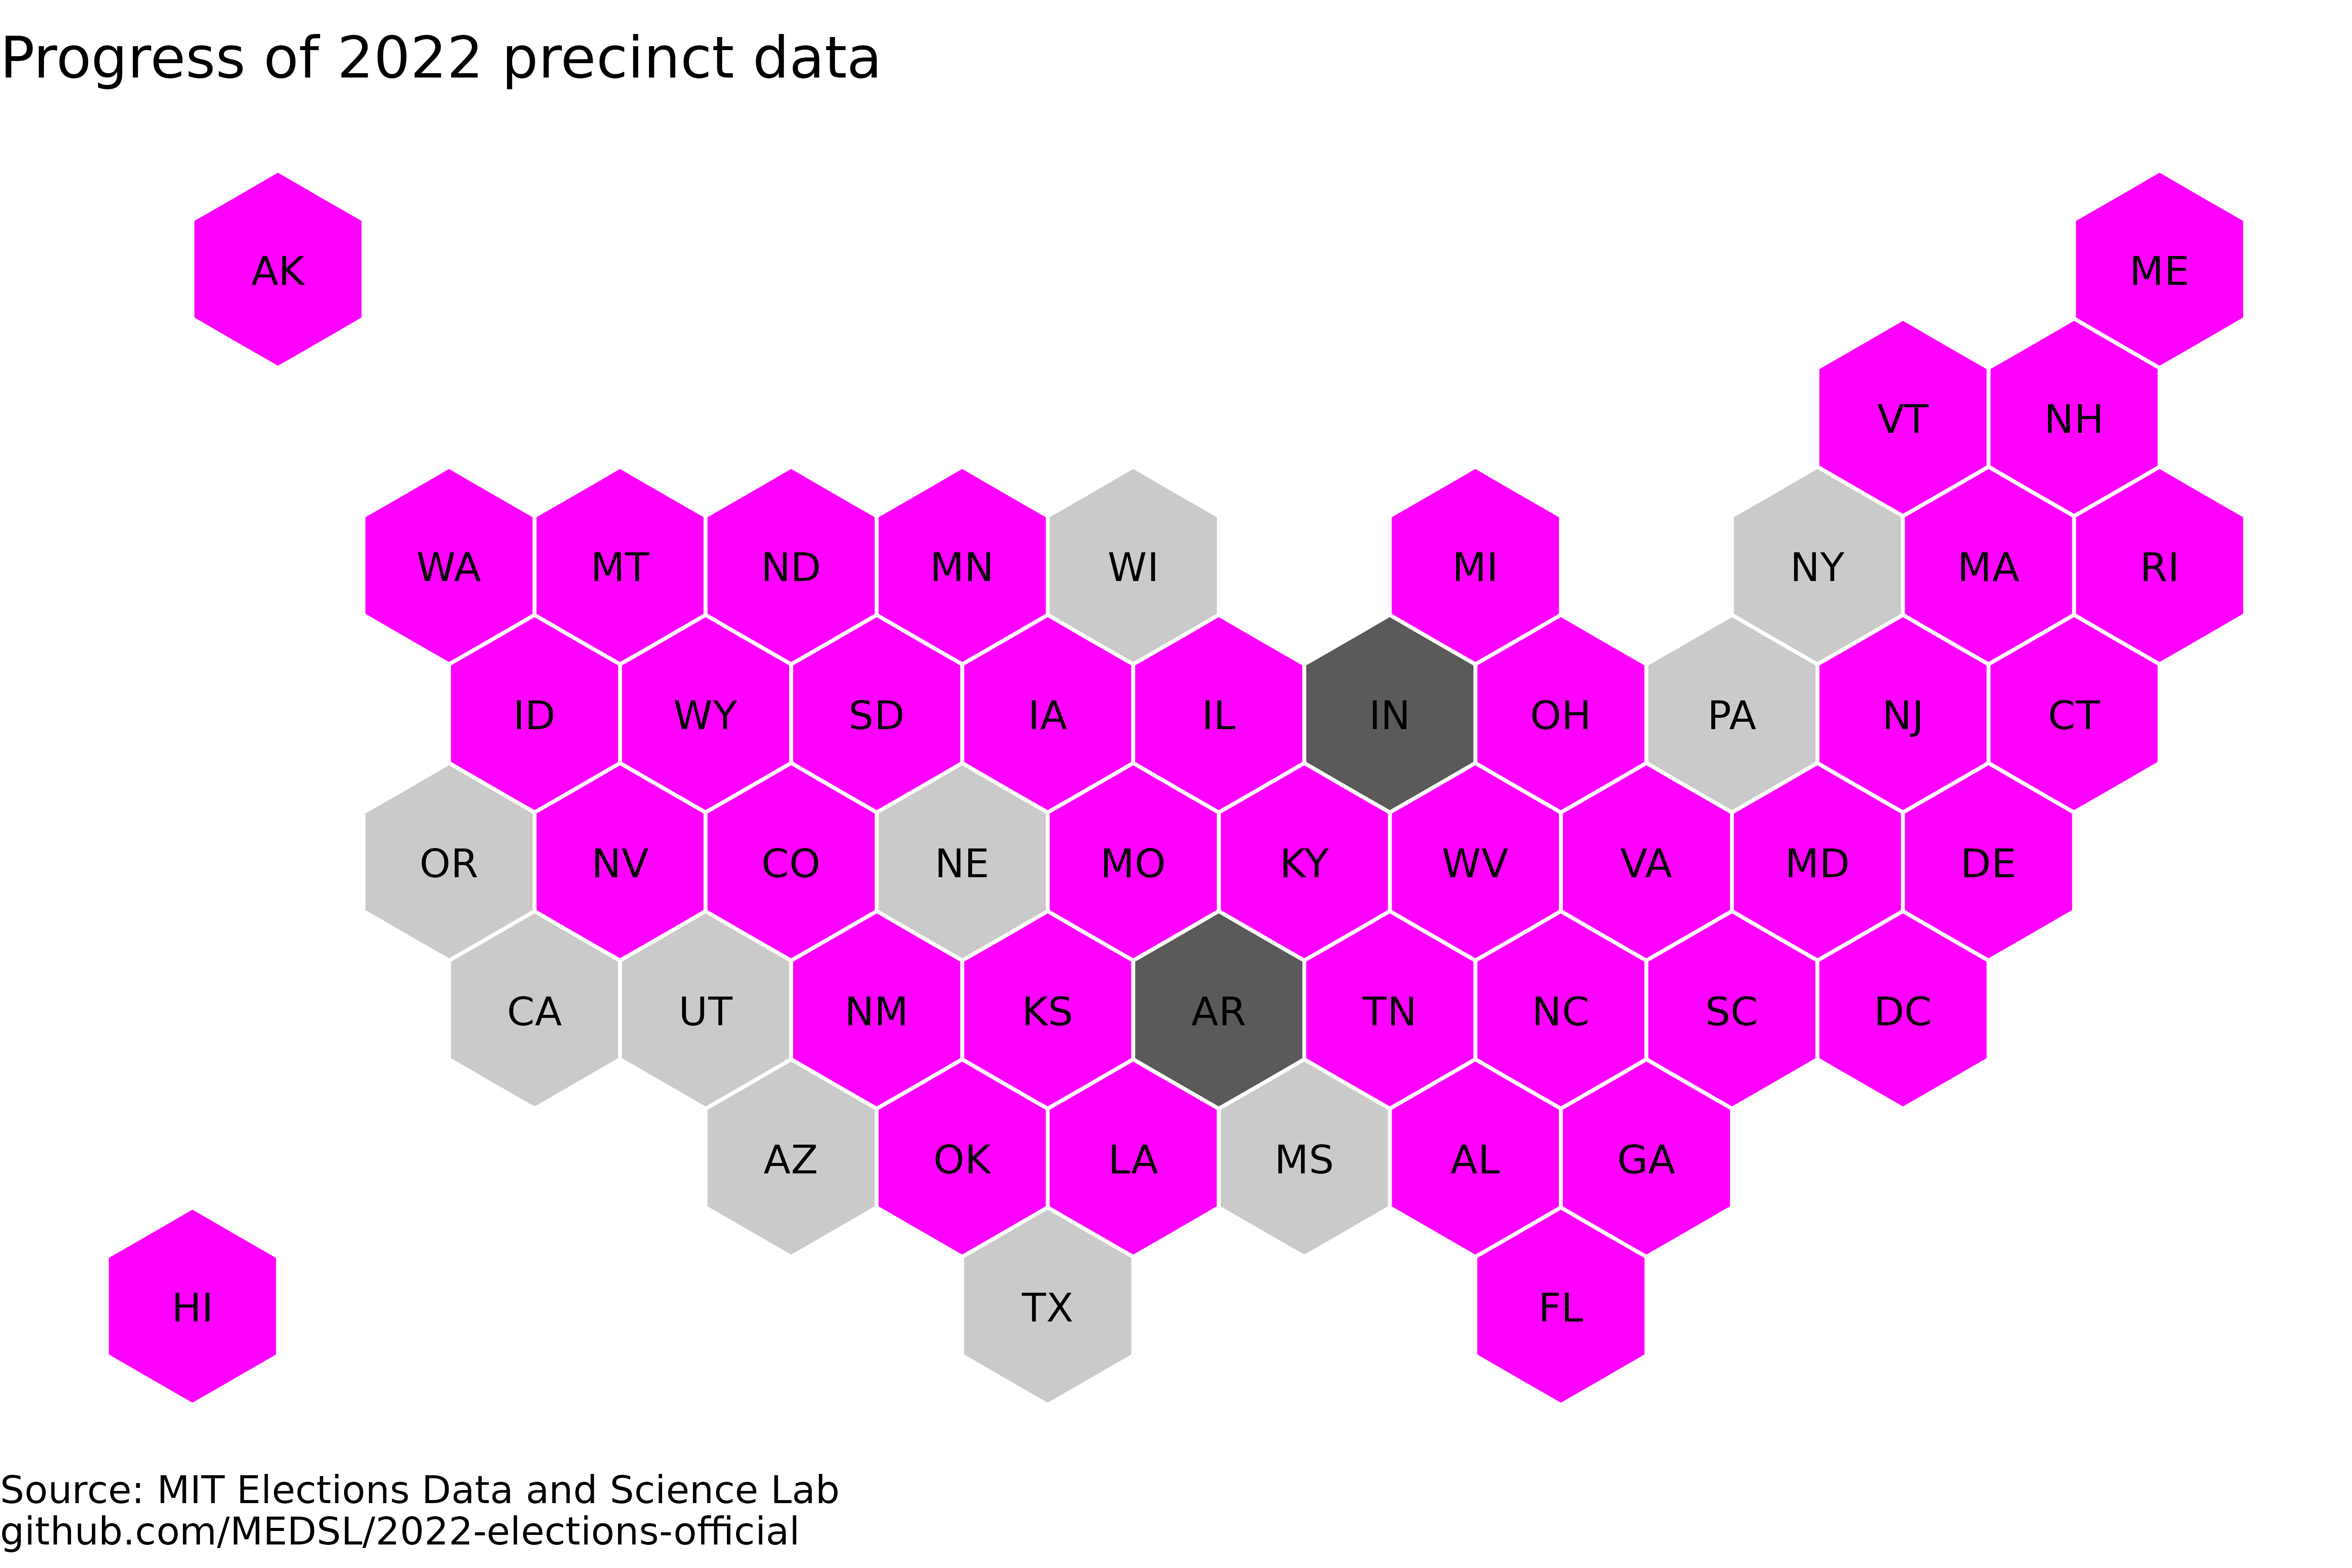 Progress of 2022 precinct data
AK
ME
VT
NH
WA
MT
ND
MN
WI
MI
NY
MA
RI
ID
WY
SD
IA
IL
IN
OH
PA
NJ
CT
OR
NV
CO
NE
MO
KY
WV
VA
MD
DE
CA
UT
NM
KS
AR
TN
NC
SC
DC
AZ
OK
LA
MS
AL
GA
HI
TX
FL
Source: MIT Elections Data and Science Lab
github.com/MEDSL/2022-elections-official